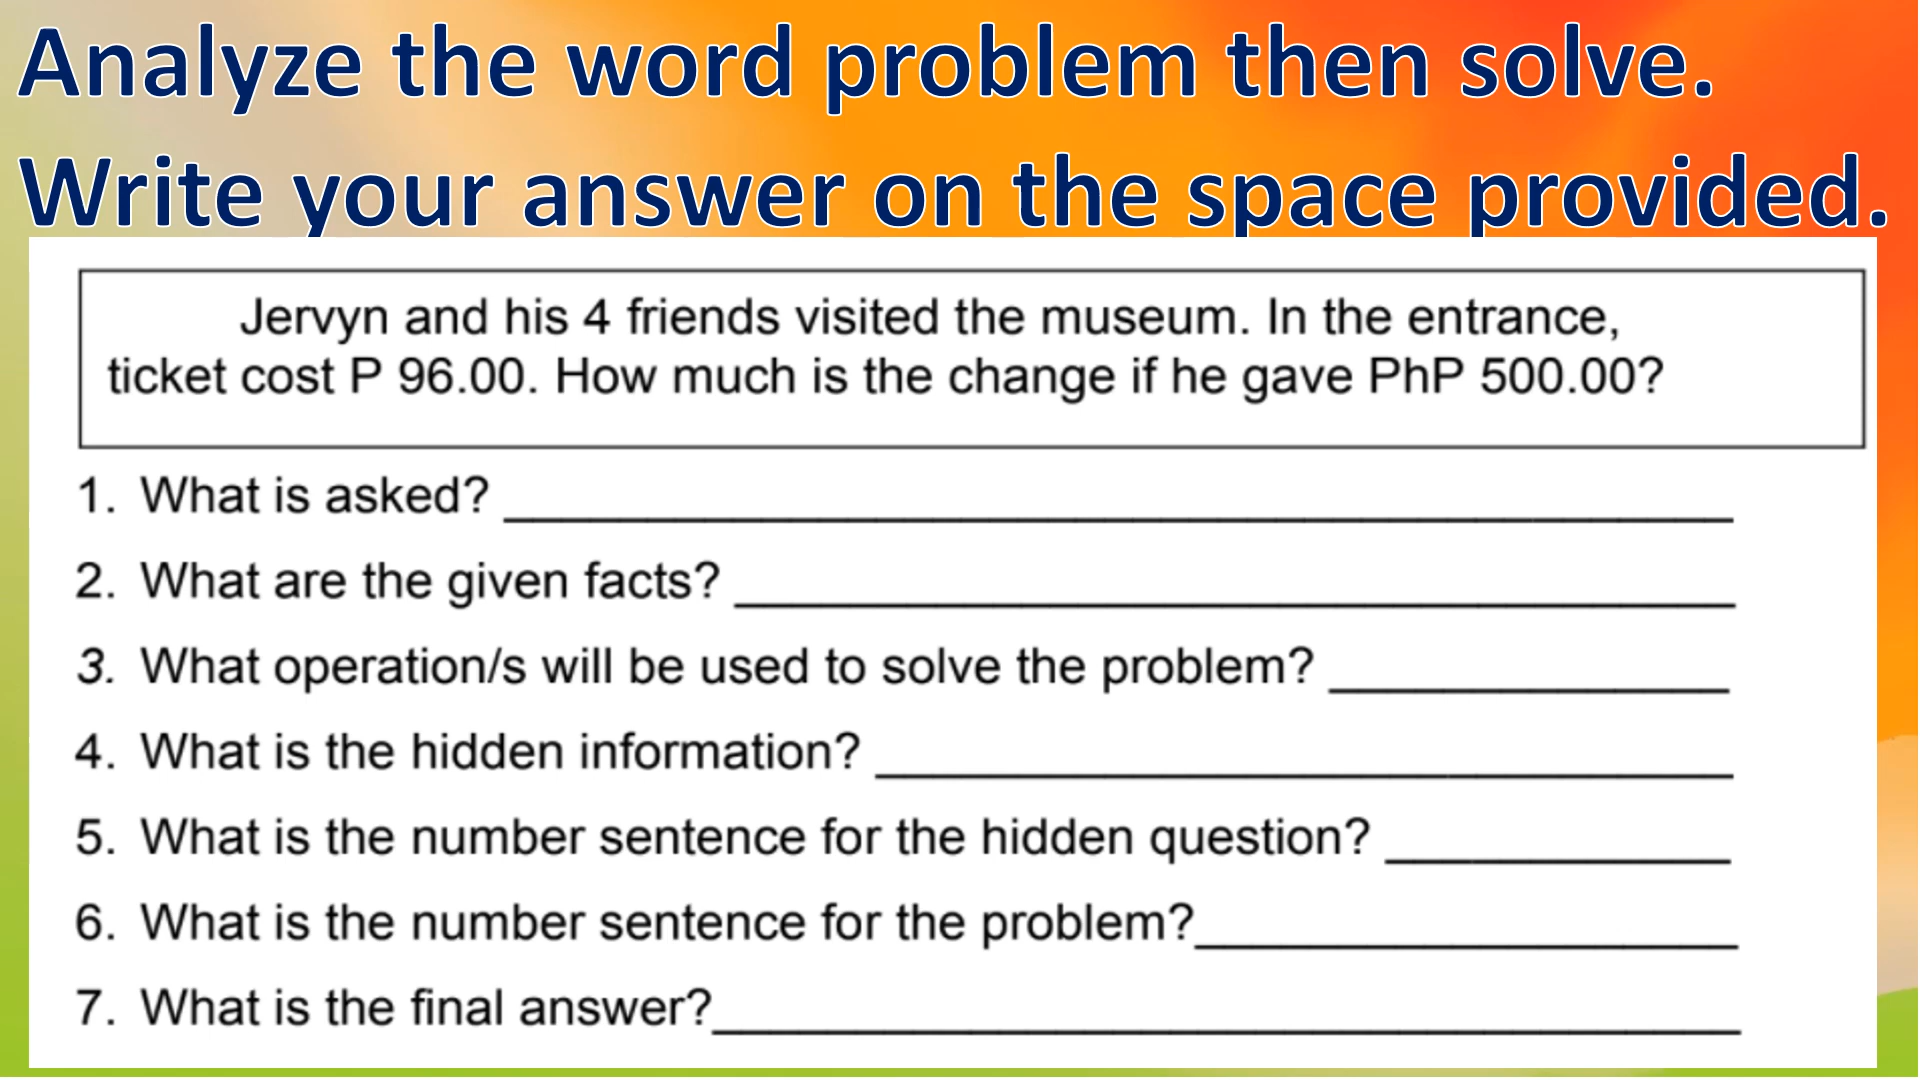 Analyze the word problem then solve.
Write your answer on the space provided.
Jervyn and his 4 friends visited the museum. In the entrance,
ticket cost P 96.00. How much is the change if he gave PhP 500.00?
1. What is asked? ___________________________________________
2. What are the given facts? ___________________________________
3. What operation/s will be used to solve the problem? ______________
4. What is the hidden information? ______________________________
5. What is the number sentence for the hidden question? ____________
6. What is the number sentence for the problem?___________________
7. What is the final answer?____________________________________